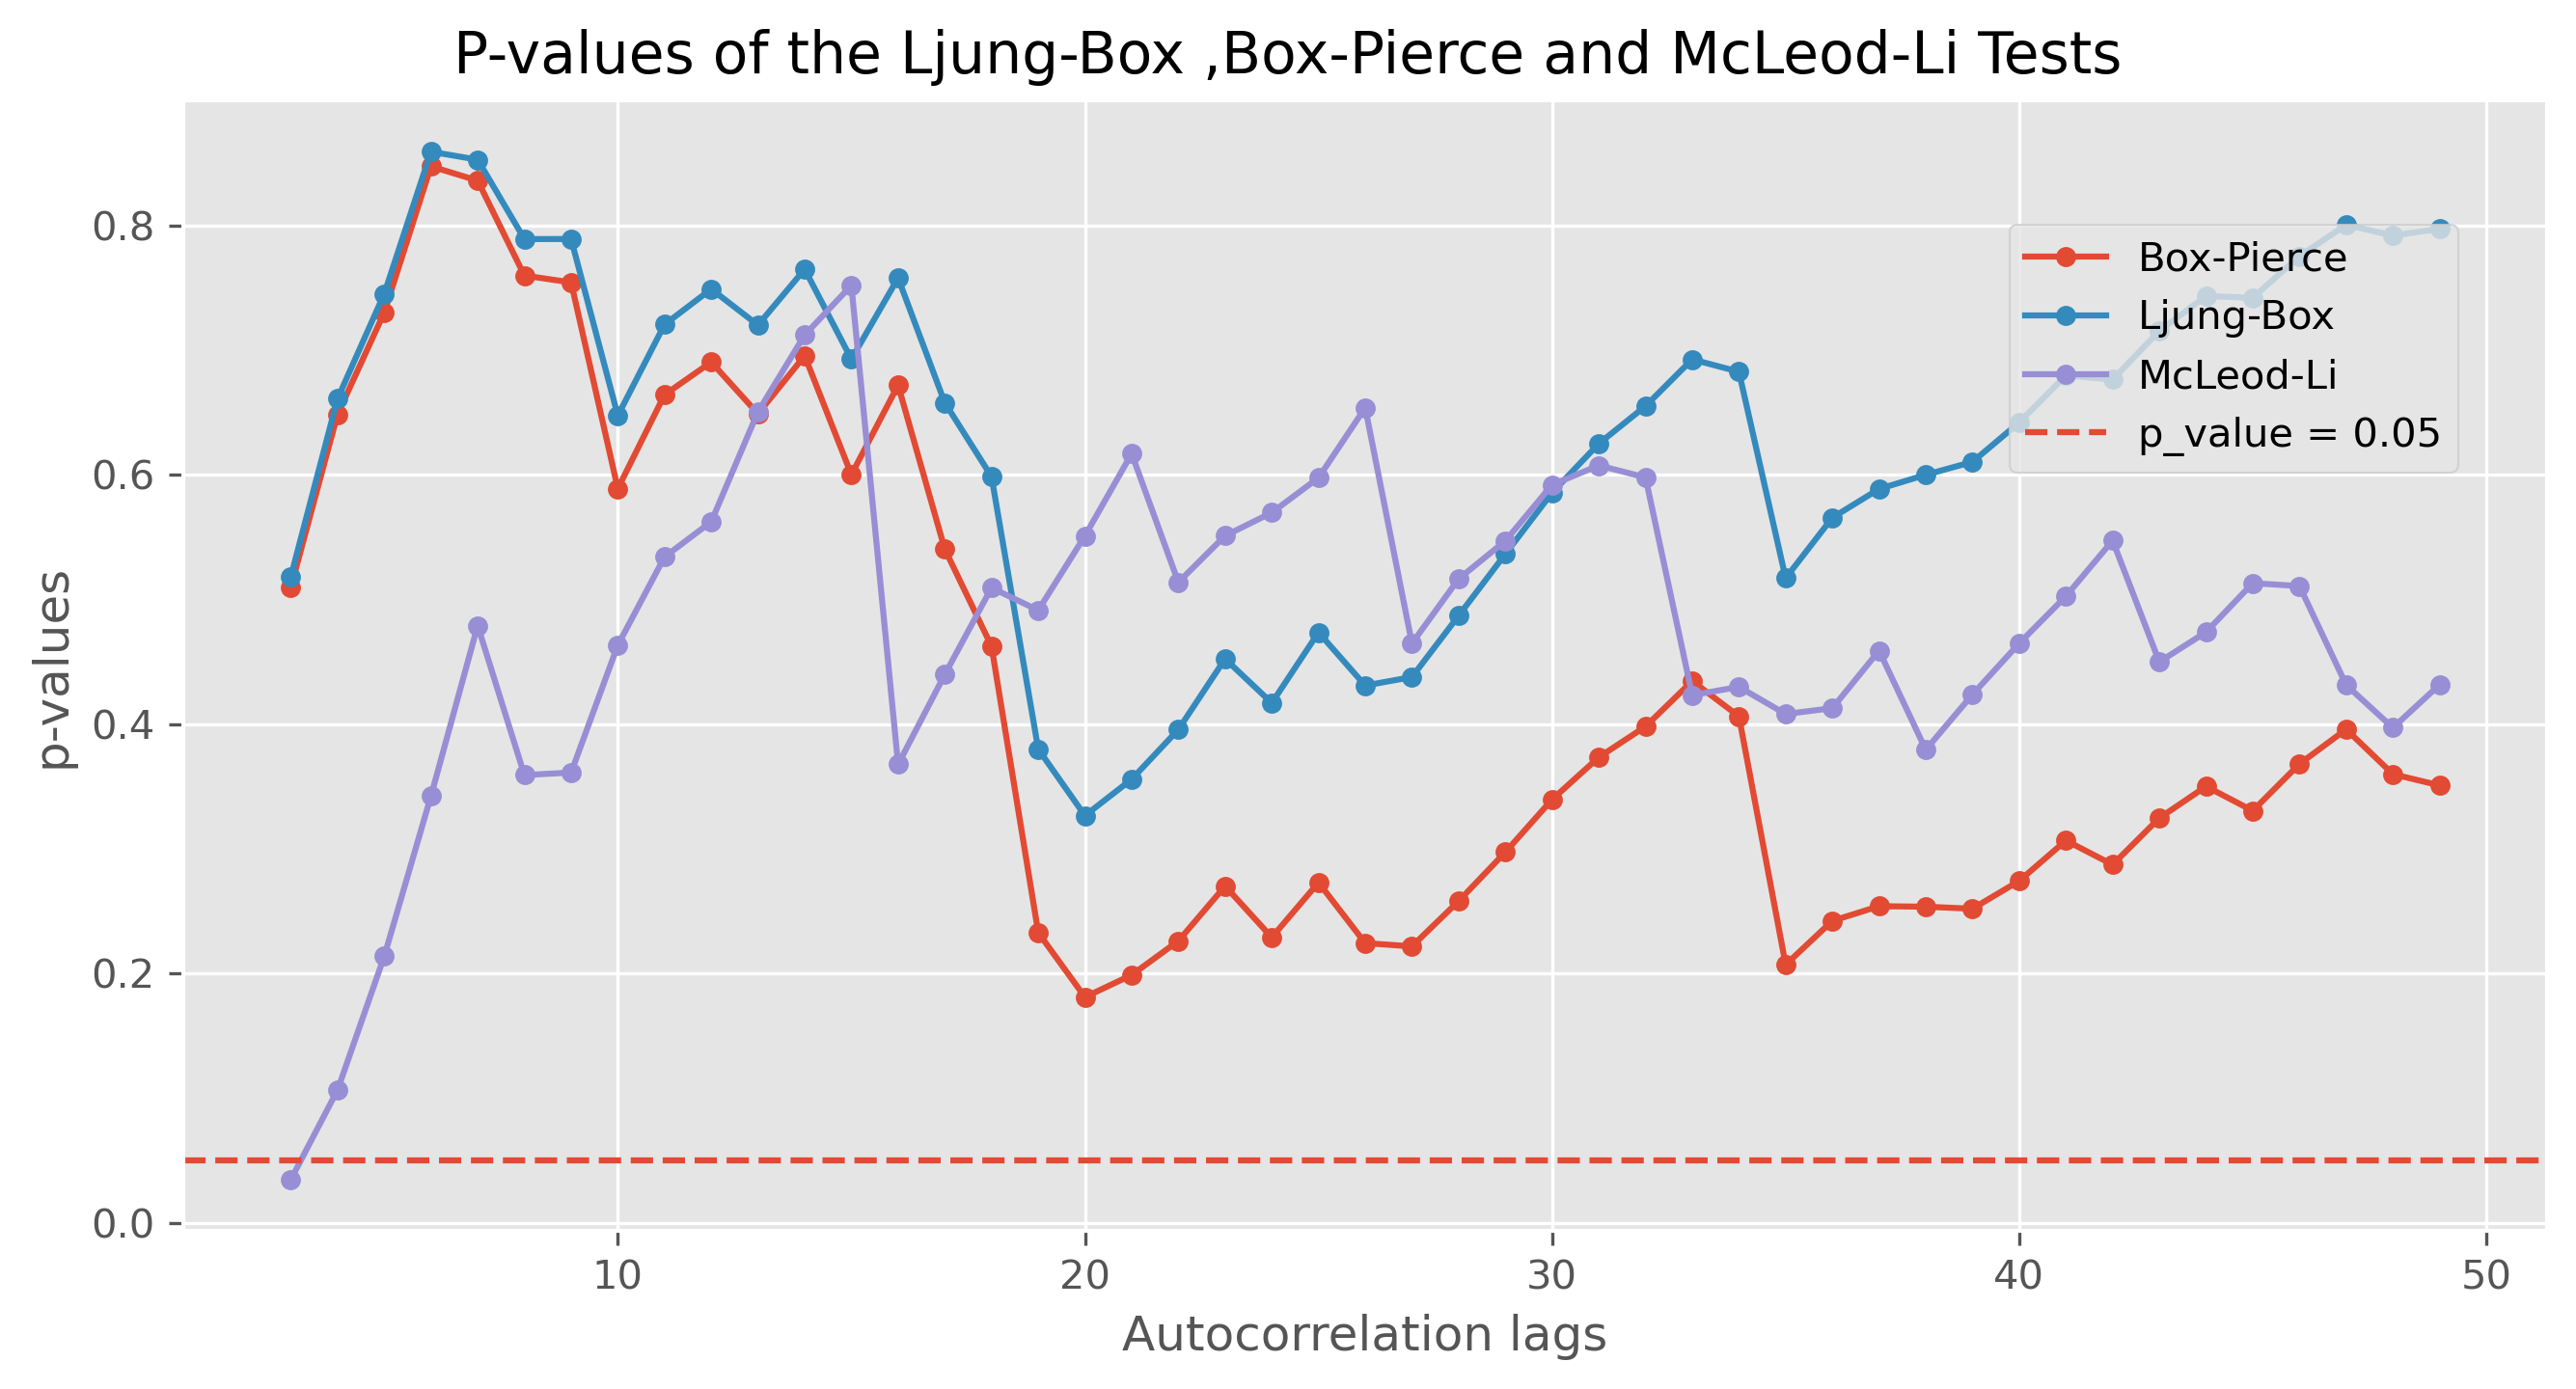 P-values of the Ljung-Box ,Box-Pierce and McLeod-Li Tests
p-values
0.8
0.6
0.4
0.2
0.0
Box-Pierce
Ljung-Box
McLeod-Li
p_value = 0.05
10 20 30 40 50
Autocorrelation lags